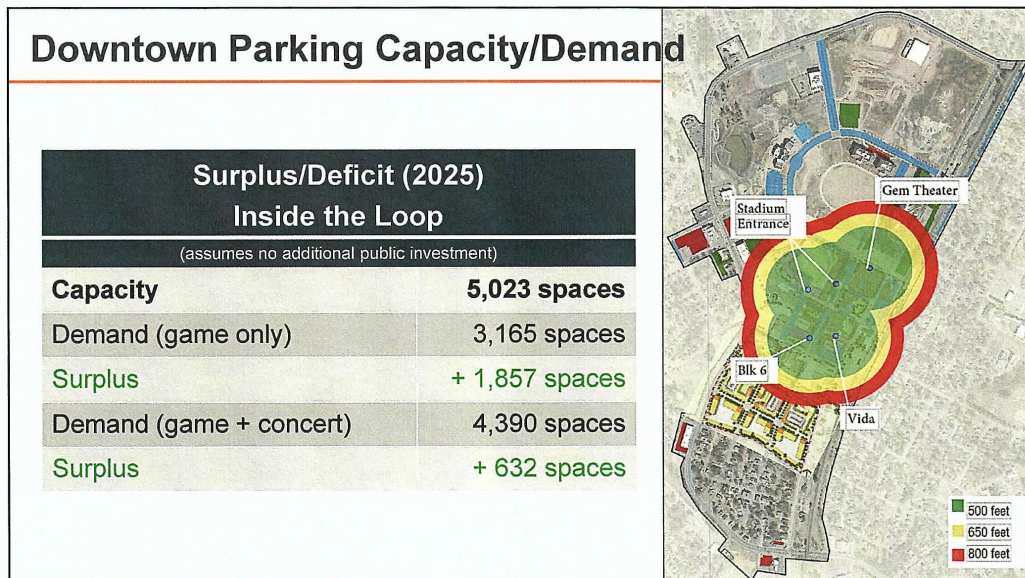 Downtown Parking Capacity/Demand
Surplus/Deficit (2025)
Inside the Loop
(assumes no additional public investment)
Capacity 5,023 spaces
Demand (game only) 3,165 spaces
Surplus + 1,857 spaces
Demand (game + concert) 4,390 spaces
Surplus + 632 spaces
Gem Theater
Stadium
Entrance
Blk 6
Vida
500 feet
650 feet
800 feet